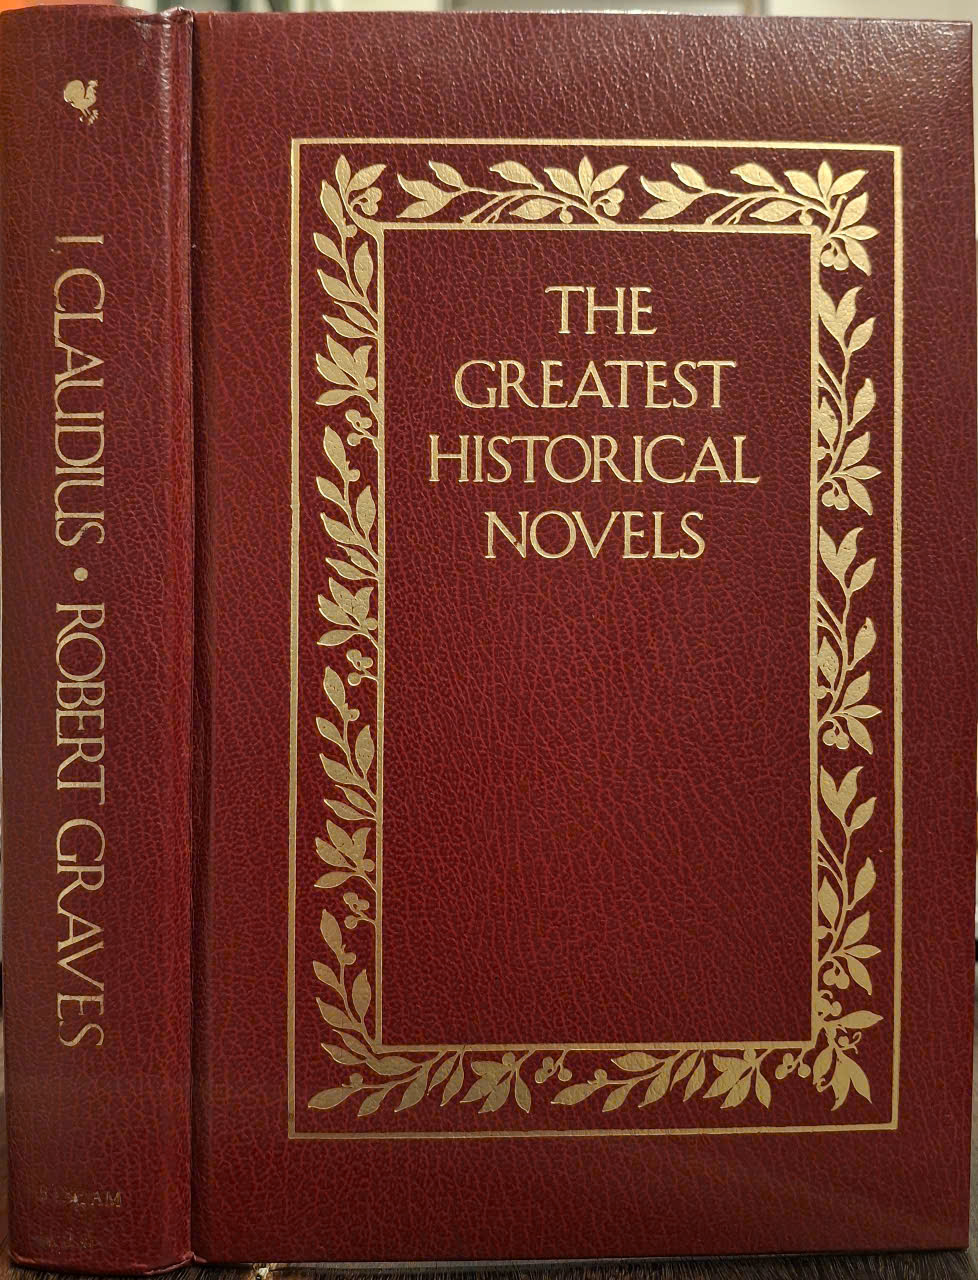 I, CLAUDIUS • ROBERT GRAVES
THE
GREATEST
HISTORICAL
NOVELS